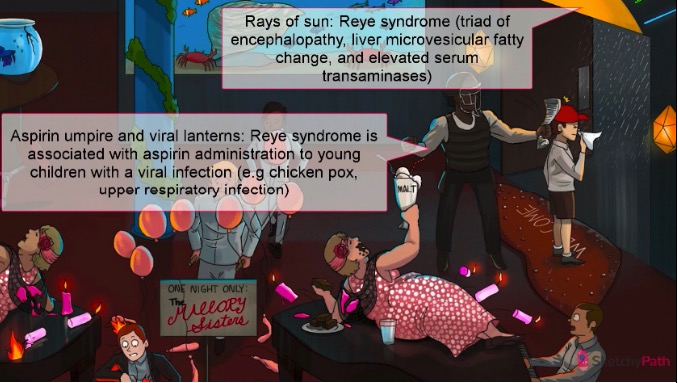 Rays of sun: Reye syndrome (triad of
encephalopathy, liver microvesicular fatty
change, and elevated serum
transaminases)
Aspirin umpire and viral lanterns: Reye syndrome is
associated with aspirin administration to young
children with a viral infection (e.g chicken pox,
upper respiratory infection)
MALT
WELCOME
ONE NIGHT ONLY:
The
Mallory
Sisters
SketchyPath